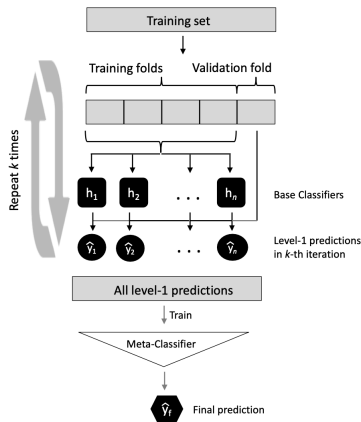 Training set
Training folds Validation fold
Repeat k times
h1 h2 . . . hn
Base Classifiers
ŷ1 ŷ2 . . . ŷn
Level-1 predictions
in k-th iteration
All level-1 predictions
Train
Meta-Classifier
ŷf Final prediction